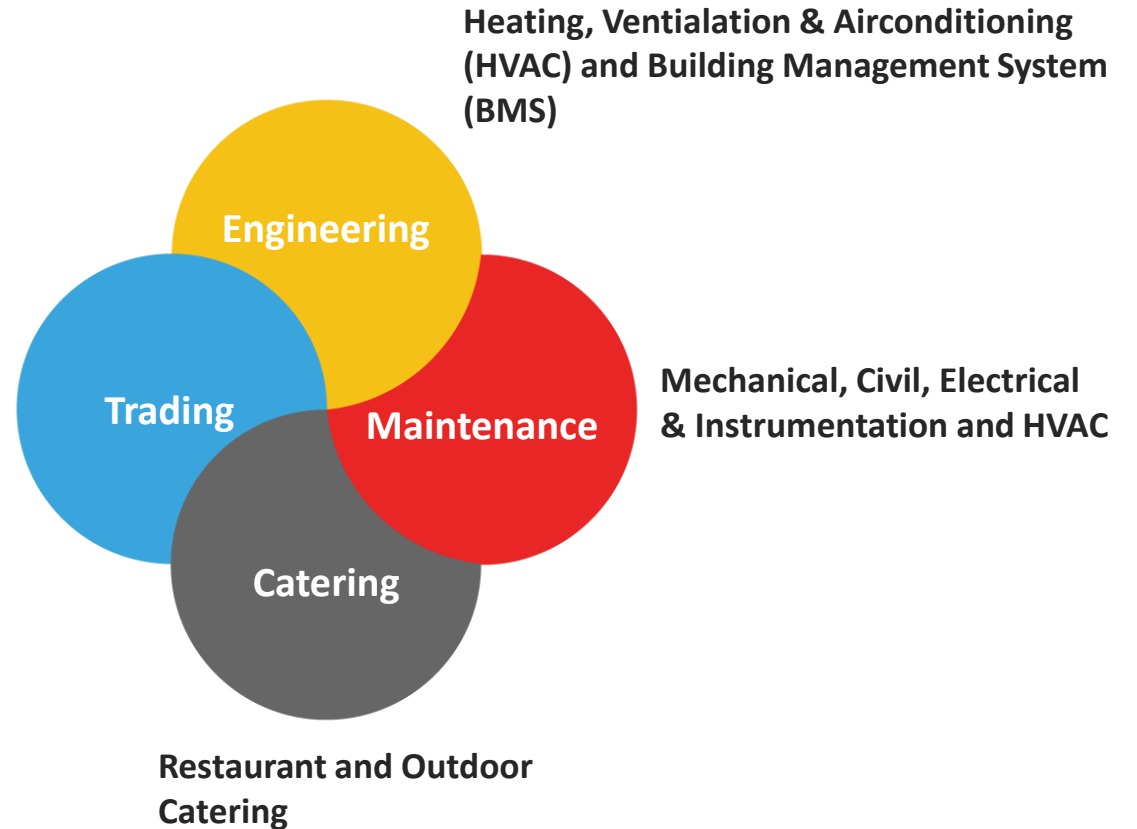 Heating, Ventialation & Airconditioning
(HVAC) and Building Management System
(BMS)
Engineering
Trading
Maintenance
Mechanical, Civil, Electrical
& Instrumentation and HVAC
Catering
Restaurant and Outdoor
Catering